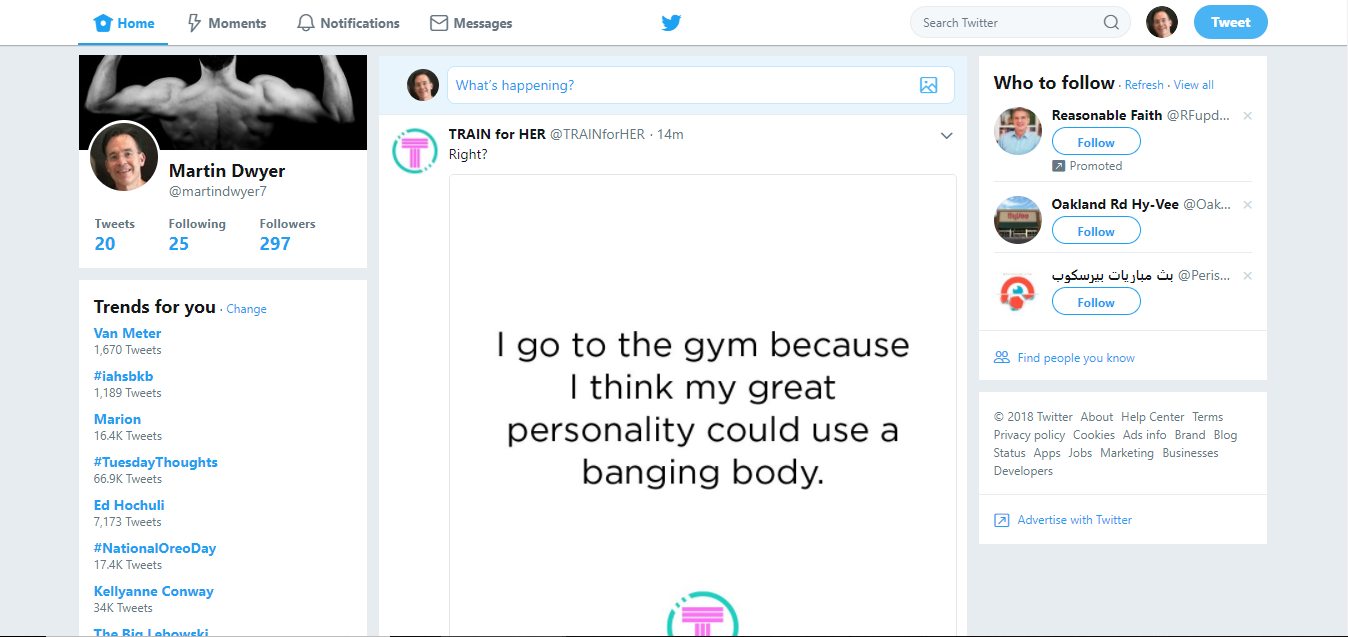 Home
Moments
Notifications
Messages
Search Twitter
Tweet
Martin Dwyer
@martindwyer7
Tweets Following Followers
20 25 297
Trends for you · Change
Van Meter
1,670 Tweets
#iahsbkb
1,189 Tweets
Marion
16.4K Tweets
#TuesdayThoughts
66.9K Tweets
Ed Hochuli
7,173 Tweets
#NationalOreoDay
17.4K Tweets
Kellyanne Conway
34K Tweets
The Big Lebowski
What's happening?
TRAIN for HER @TRAINforHER · 14m
Right?
I go to the gym because
I think my great
personality could use a
banging body.
Who to follow · Refresh · View all
Reasonable Faith @RFupd...
Follow
Promoted
Oakland Rd Hy-Vee @Oak...
Follow
بث مباريات بيرسكوب @Peris...
Follow
Find people you know
© 2018 Twitter About Help Center Terms
Privacy policy Cookies Ads info Brand Blog
Status Apps Jobs Marketing Businesses
Developers
Advertise with Twitter